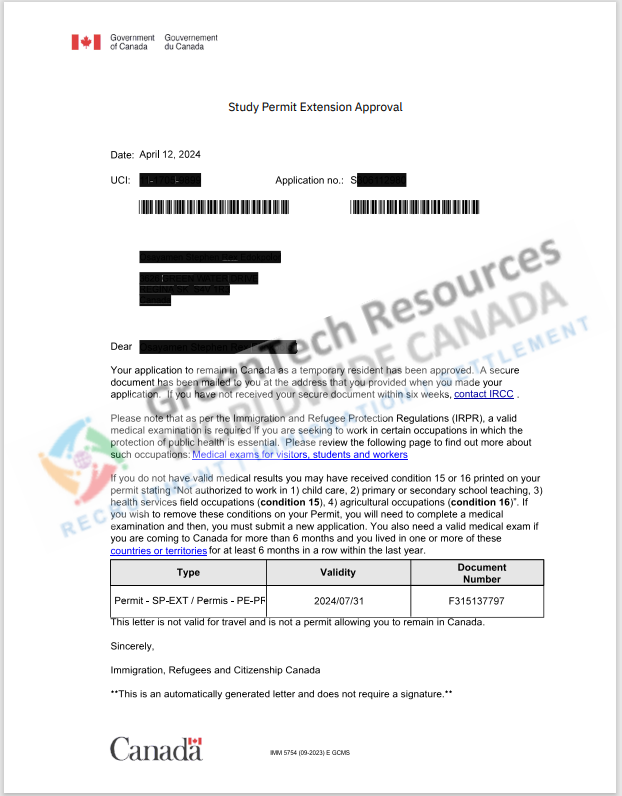 Government Gouvernement
of Canada du Canada
Study Permit Extension Approval
Date: April 12, 2024
UCI:
Application no.: S
Dear
Your application to remain in Canada as a temporary resident has been approved. A secure
document has been mailed to you at the address that you provided when you made your
application. If you have not received your secure document within six weeks, contact IRCC .
Please note that as per the Immigration and Refugee Protection Regulations (IRPR), a valid
medical examination is required if you are seeking to work in certain occupations in which the
protection of public health is essential. Please review the following page to find out more about
such occupations: Medical exams for visitors, students and workers
If you do not have valid medical results you may have received condition 15 or 16 printed on your
permit stating"Not authorized to work in 1) child care, 2) primary or secondary school teaching, 3)
health services field occupations (condition 15), 4) agricultural occupations (condition 16)". If
you wish to remove these conditions on your Permit, you will need to complete a medical
examination and then, you must submit a new application. You also need a valid medical exam if
you are coming to Canada for more than 6 months and you lived in one or more of these
countries or territories for at least 6 months in a row within the last year.
Type Validity Document Number
Permit - SP-EXT / Permis - PE-PR 2024/07/31 F315137797
This letter is not valid for travel and is not a permit allowing you to remain in Canada.
Sincerely,
Immigration, Refugees and Citizenship Canada
**This is an automatically generated letter and does not require a signature.**
Canada
IMM 5754 (09-2023) E GCMS
GreenTech Resources
WORLDWIDE CANADA
RECRUITMENT | IMMIGRATION | SETTLEMENT